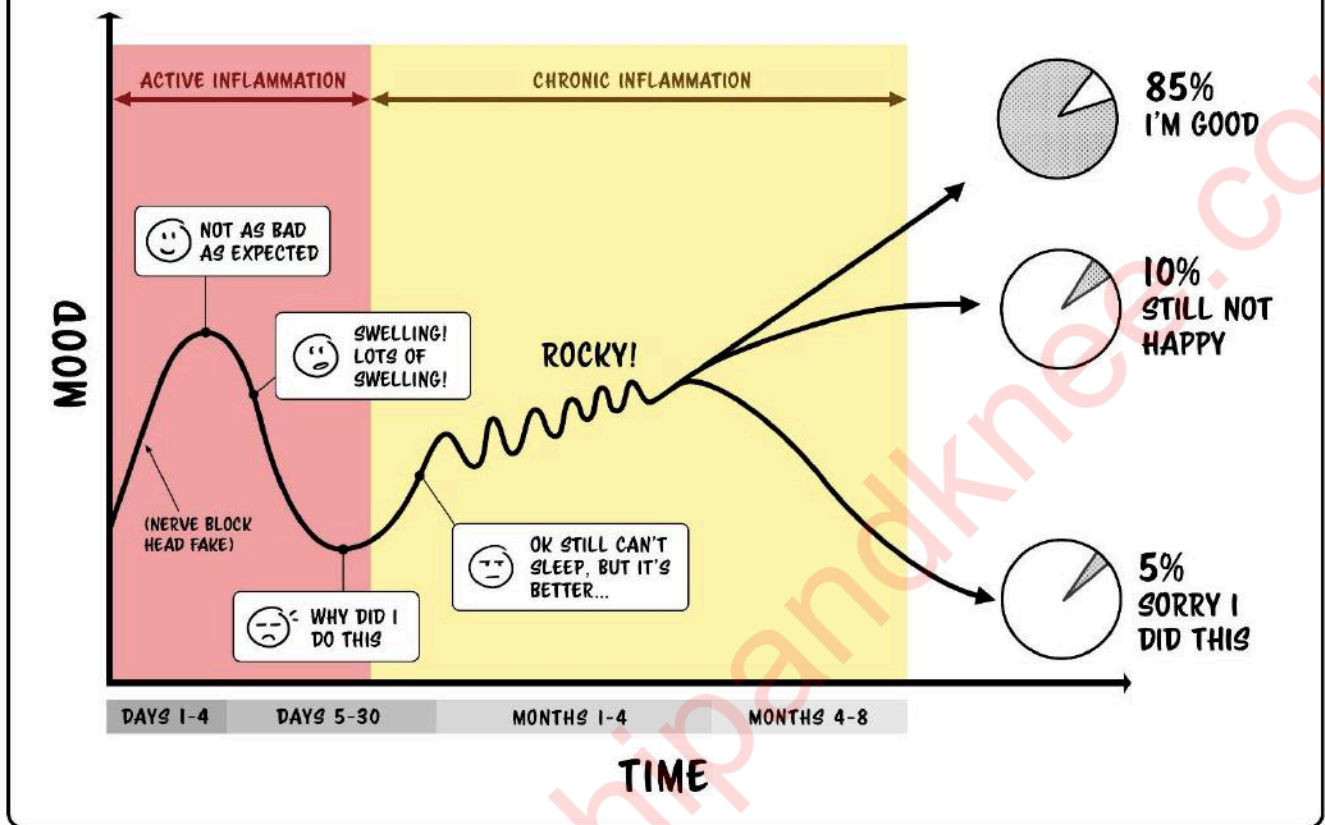 ACTIVE INFLAMMATION
CHRONIC INFLAMMATION
85%
I'M GOOD
NOT AS BAD
AS EXPECTED
10%
STILL NOT
HAPPY
SWELLING!
LOTS OF
SWELLING!
ROCKY!
MOOD
(NERVE BLOCK
HEAD FAKE)
OK STILL CAN'T
SLEEP, BUT IT'S
BETTER...
5%
SORRY I
DID THIS
WHY DID I
DO THIS
DAYS 1-4
DAYS 5-30
MONTHS 1-4
MONTHS 4-8
TIME
hipandknee.co